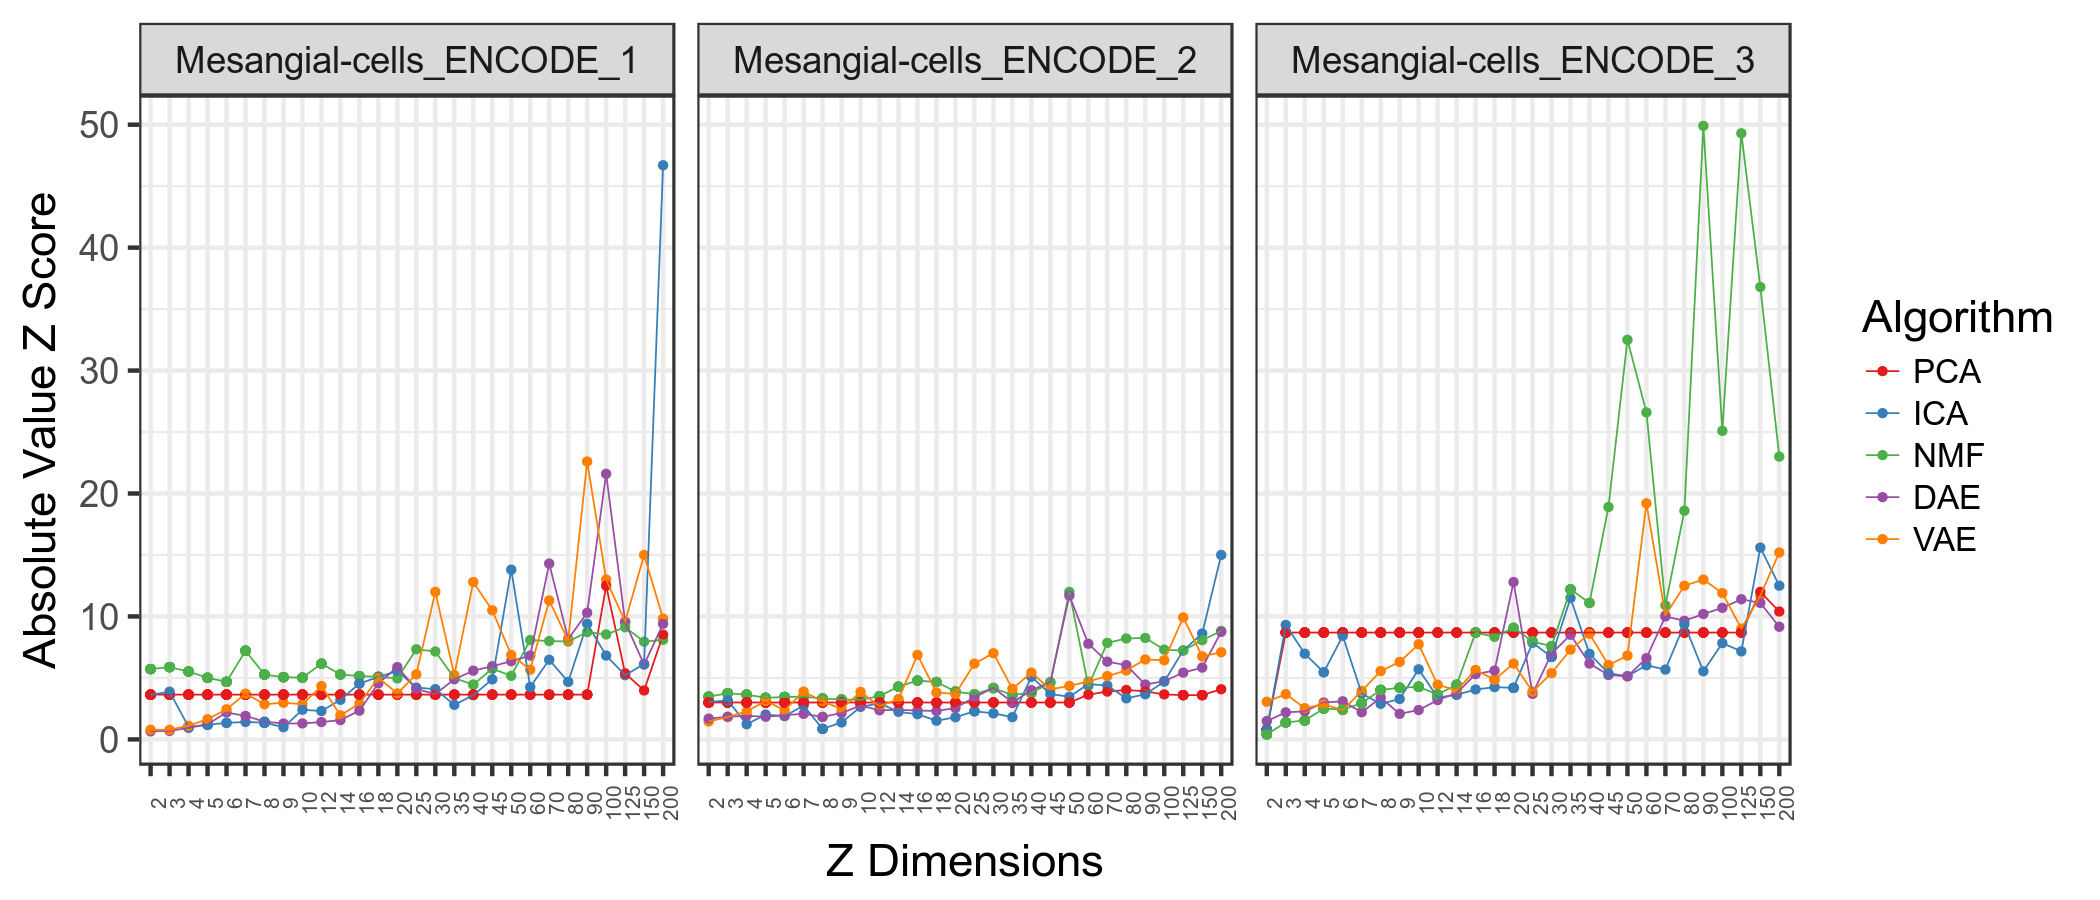 Mesangial-cells_ENCODE_1 Mesangial-cells_ENCODE_2 Mesangial-cells_ENCODE_3
Absolute Value Z Score
50
40
30
20
10
0
2 3 4 5 6 7 8 9 10 12 14 16 18 20 25 30 35 40 45 50 60 70 80 90 100 125 150 200
2 3 4 5 6 7 8 9 10 12 14 16 18 20 25 30 35 40 45 50 60 70 80 90 100 125 150 200
2 3 4 5 6 7 8 9 10 12 14 16 18 20 25 30 35 40 45 50 60 70 80 90 100 125 150 200
Z Dimensions
Algorithm
PCA
ICA
NMF
DAE
VAE